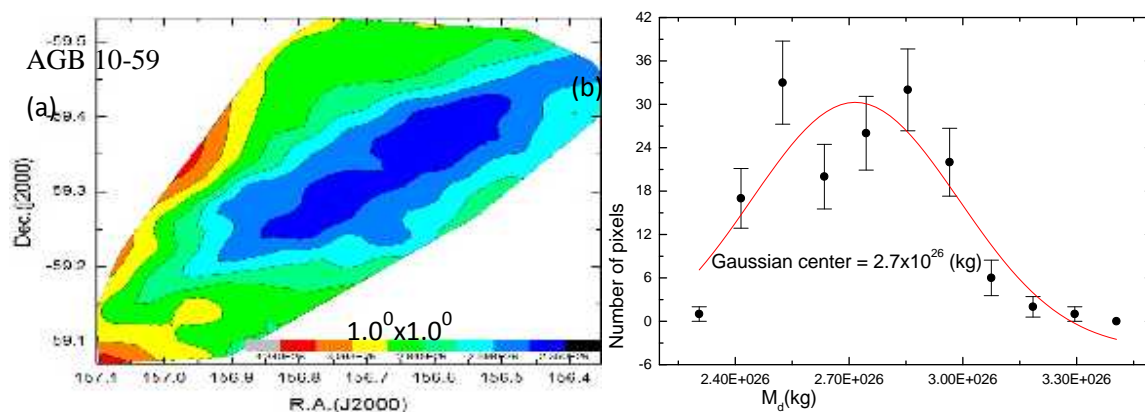 AGB 10-59
(a)
-59.5
-59.4
-59.3
-59.2
-59.1
Dec.(J2000)
1.0⁰x1.0⁰
157.1 157.0 156.9 156.8 156.7 156.6 156.5 156.4
R.A.(J2000)
(b)
42
36
30
24
18
12
6
0
-6
Number of pixels
Gaussian center = 2.7x10²⁶ (kg)
2.40E+026 2.70E+026 3.00E+026 3.30E+026
M_d(kg)